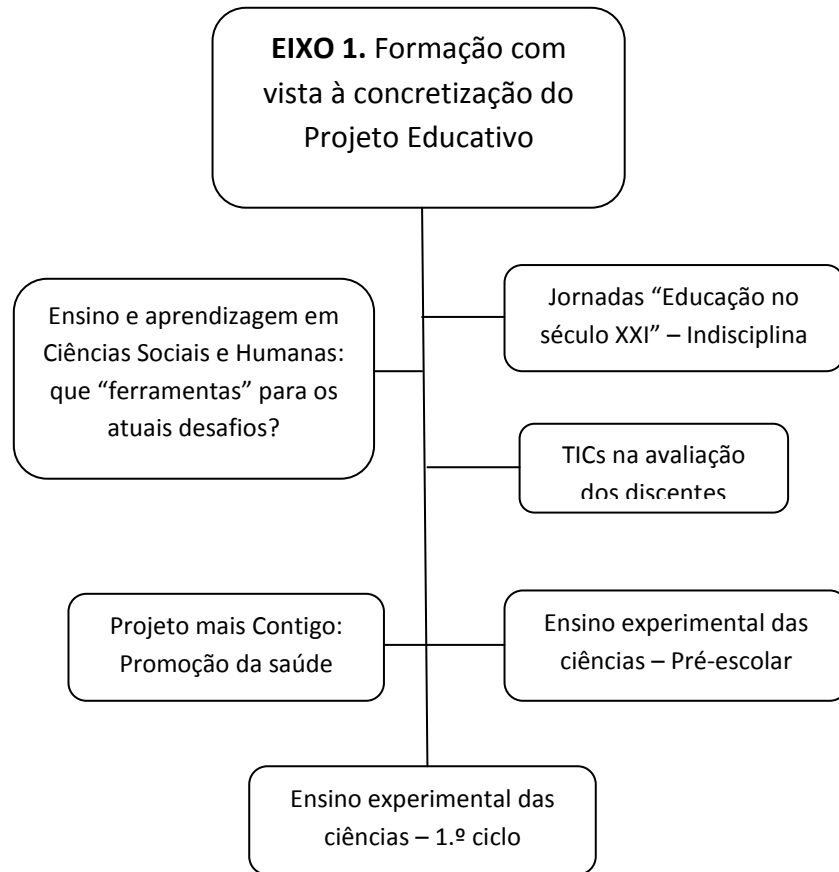 EIXO 1. Formação com
vista à concretização do
Projeto Educativo
Jornadas “Educação no
século XXI” – Indisciplina
Ensino e aprendizagem em
Ciências Sociais e Humanas:
que “ferramentas” para os
atuais desafios?
TICs na avaliação
dos discentes
Projeto mais Contigo:
Promoção da saúde
Ensino experimental das
ciências – Pré-escolar
Ensino experimental das
ciências – 1.º ciclo